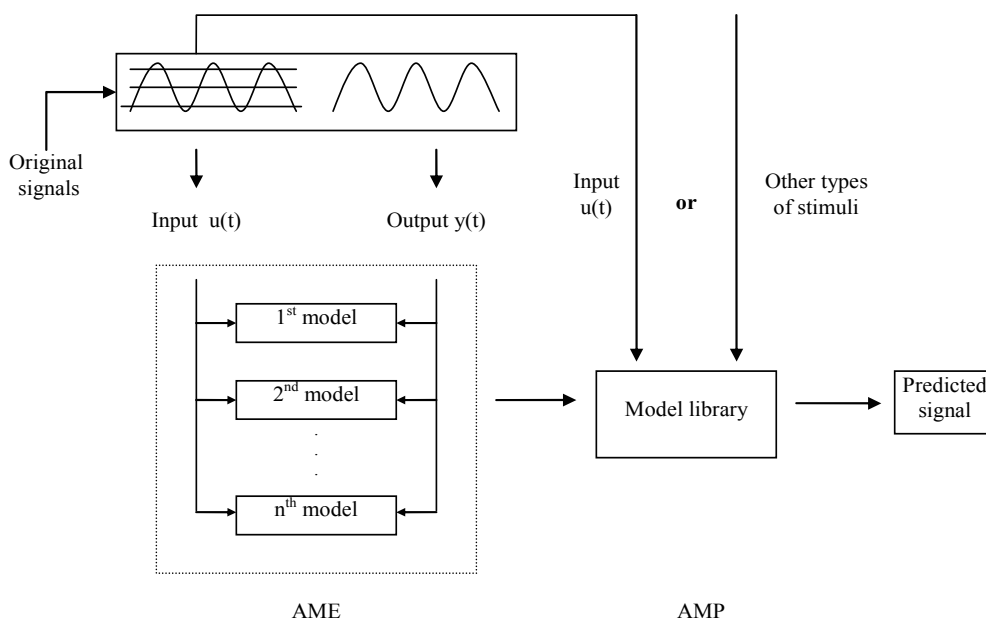 Original
signals
Input u(t)
Output y(t)
Input
u(t)
or
Other types
of stimuli
1st model
2nd model
.
.
.
nth model
Model library
Predicted
signal
AME
AMP